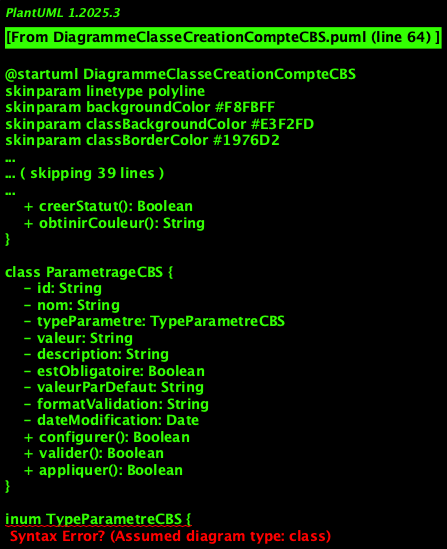 PlantUML 1.2025.3
[From DiagrammeClasseCreationCompteCBS.puml (line 64) ]
@startuml DiagrammeClasseCreationCompteCBS
skinparam linetype polyline
skinparam backgroundColor #F8FBFF
skinparam classBackgroundColor #E3F2FD
skinparam classBorderColor #1976D2
...
... ( skipping 39 lines )
...
+ creerStatut(): Boolean
+ obtinirCouleur(): String
}
class ParametrageCBS {
- id: String
- nom: String
- typeParametre: TypeParametreCBS
- valeur: String
- description: String
- estObligatoire: Boolean
- valeurParDefaut: String
- formatValidation: String
- dateModification: Date
+ configurer(): Boolean
+ valider(): Boolean
+ appliquer(): Boolean
}
inum TypeParametreCBS {
Syntax Error? (Assumed diagram type: class)